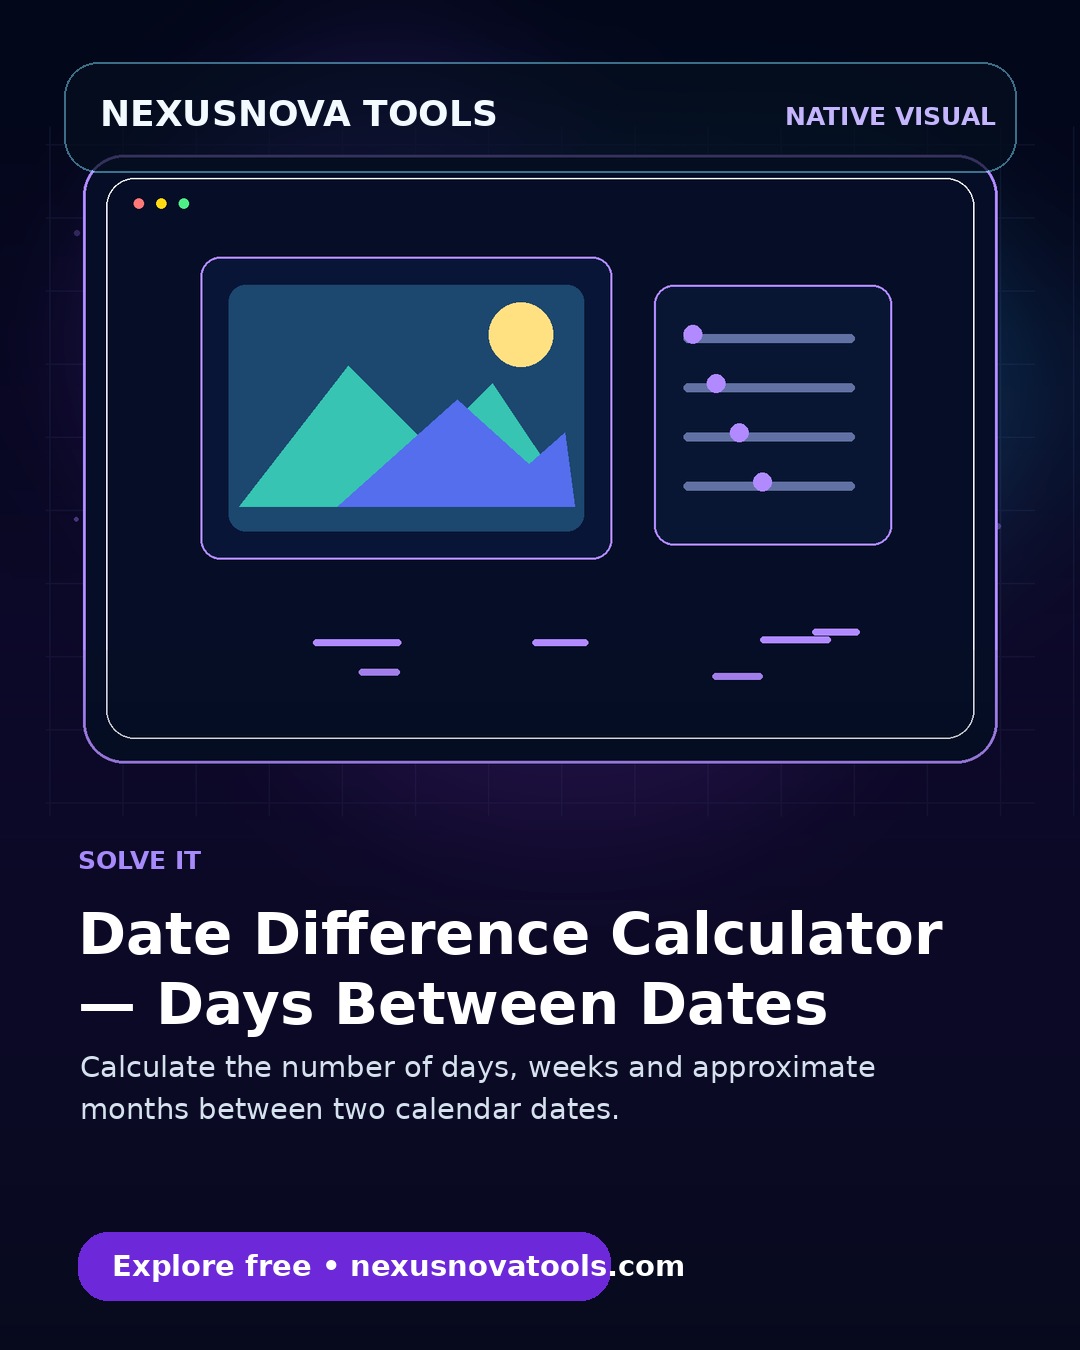 NEXUSNOVA TOOLS
NATIVE VISUAL
SOLVE IT
Date Difference Calculator
— Days Between Dates
Calculate the number of days, weeks and approximate
months between two calendar dates.
Explore free • nexusnovatools.com